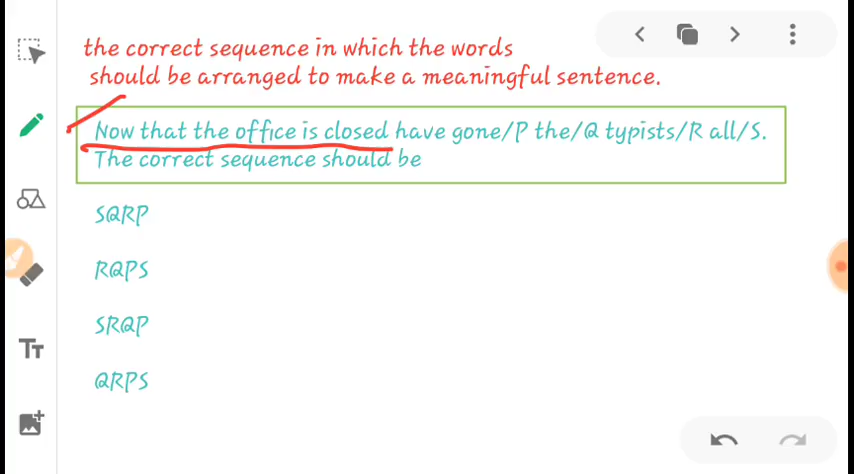 the correct sequence in which the words
should be arranged to make a meaningful sentence.
Now that the office is closed have gone/P the/Q typists/R all/S.
The correct sequence should be
SQRP
RQPS
SRQP
QRPS
TT